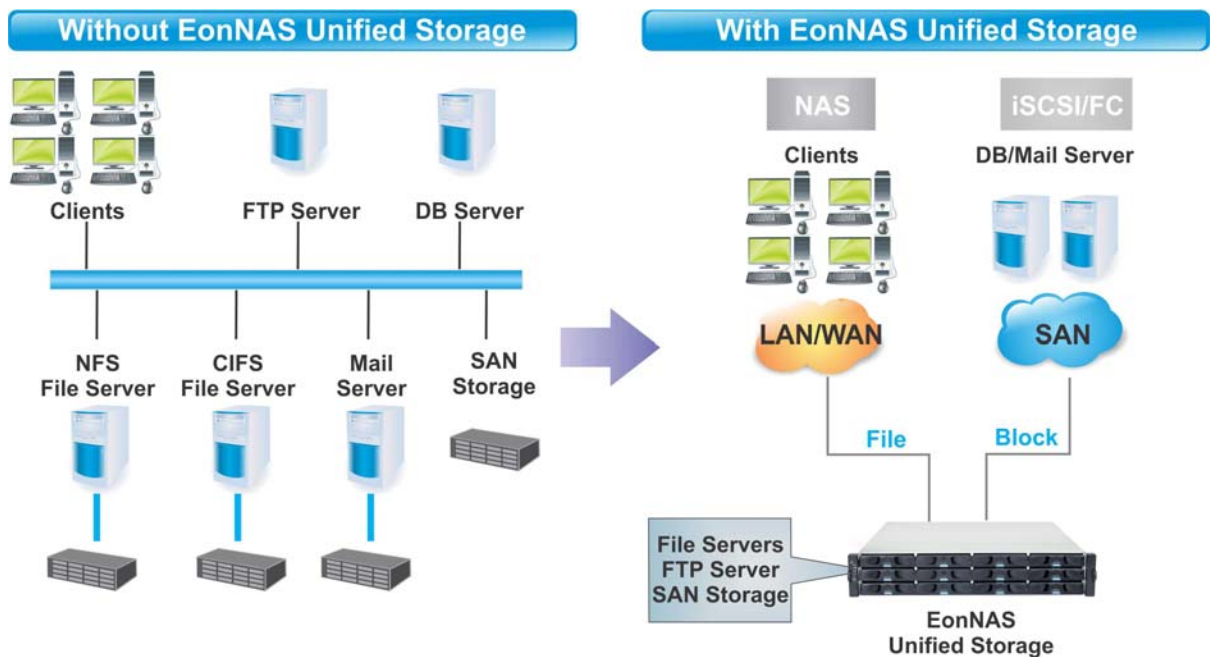 Without EonNAS Unified Storage
Clients
FTP Server
DB Server
NFS
File Server
CIFS
File Server
Mail
Server
SAN
Storage
With EonNAS Unified Storage
NAS
iSCSI/FC
Clients
DB/Mail Server
LAN/WAN
SAN
File
Block
File Servers
FTP Server
SAN Storage
EonNAS
Unified Storage